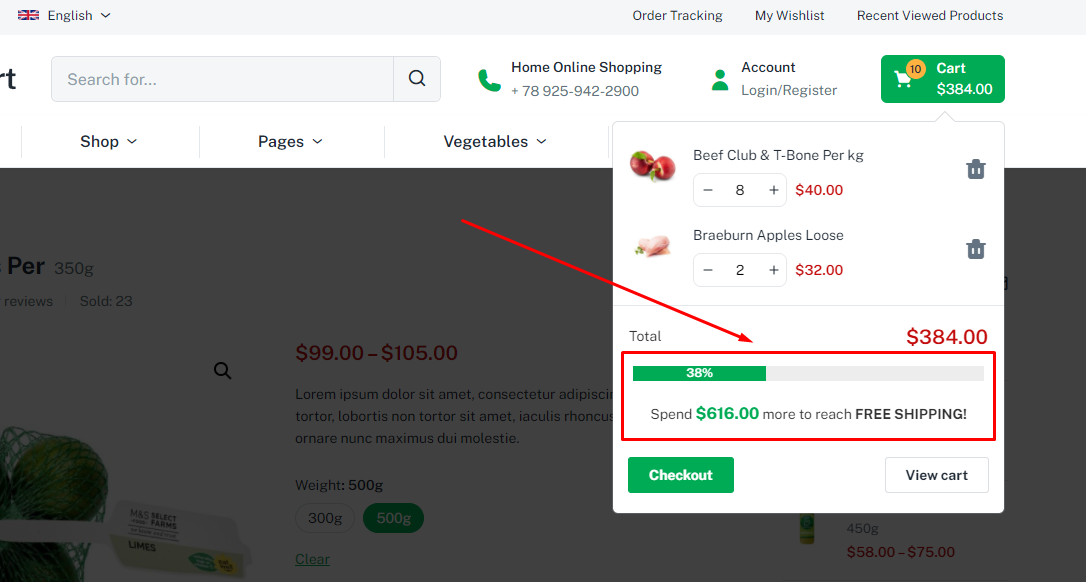 English
Order Tracking
My Wishlist
Recent Viewed Products
rt
Search for...
Home Online Shopping
+ 78 925-942-2900
Account
Login/Register
10
Cart
$384.00
Shop
Pages
Vegetables
Beef Club & T-Bone Per kg
− 8 + $40.00
Braeburn Apples Loose
− 2 + $32.00
Total $384.00
38%
Spend $616.00 more to reach FREE SHIPPING!
Checkout
View cart
Per 350g
reviews
Sold: 23
$99.00 – $105.00
Lorem ipsum dolor sit amet, consectetur adipiscin
tortor, lobortis non tortor sit amet, iaculis rhoncus
ornare nunc maximus dui molestie.
Weight: 500g
300g
500g
Clear
M&S SELECT
FARMS
LIMES
450g
$58.00 – $75.00